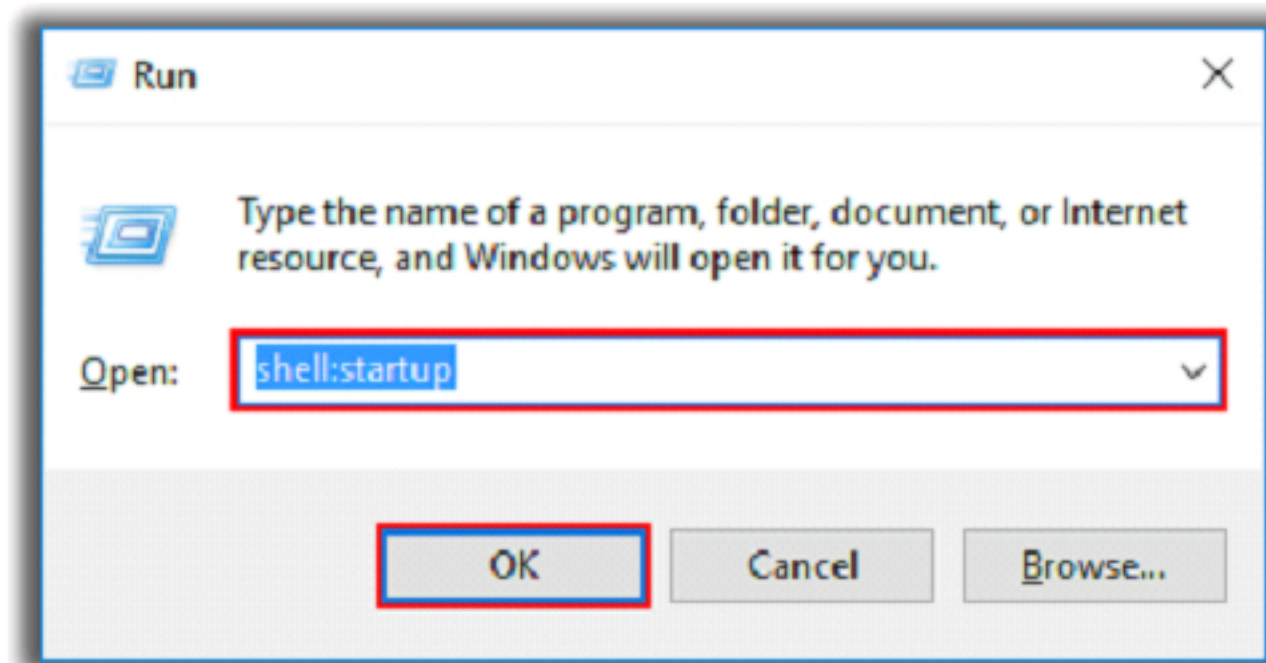 Run
Type the name of a program, folder, document, or Internet
resource, and Windows will open it for you.
Open: shell:startup
OK Cancel Browse...